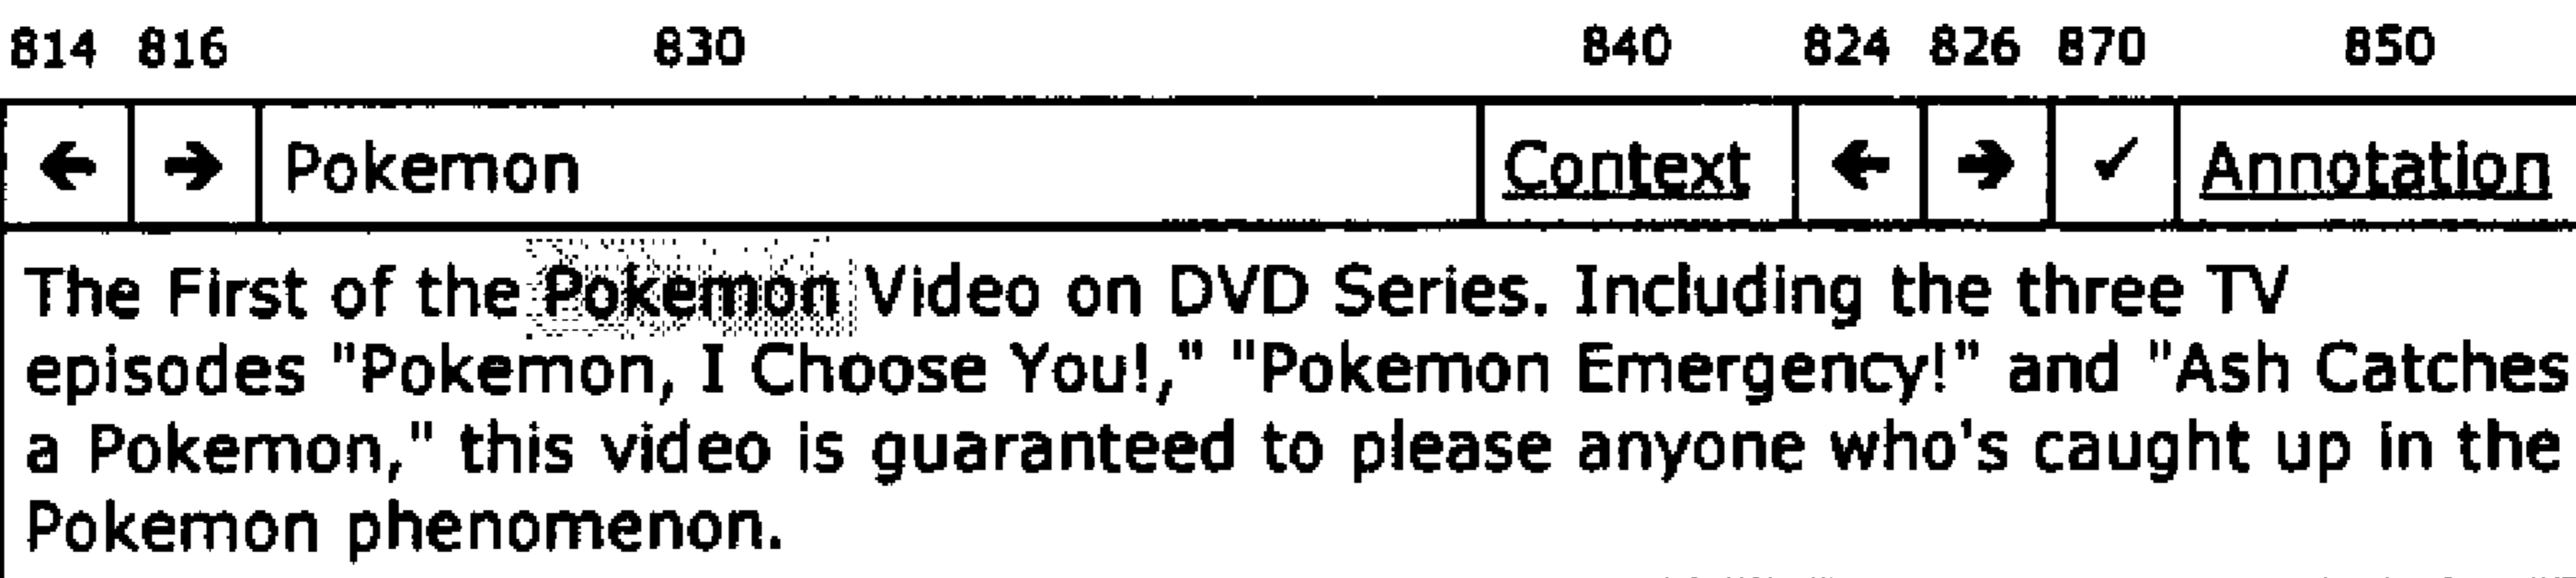 814 816 830 840 824 826 870 850
← → Pokemon Context ← → ✓ Annotation
The First of the Pokemon Video on DVD Series. Including the three TV
episodes "Pokemon, I Choose You!," "Pokemon Emergency!" and "Ash Catches
a Pokemon," this video is guaranteed to please anyone who's caught up in the
Pokemon phenomenon.